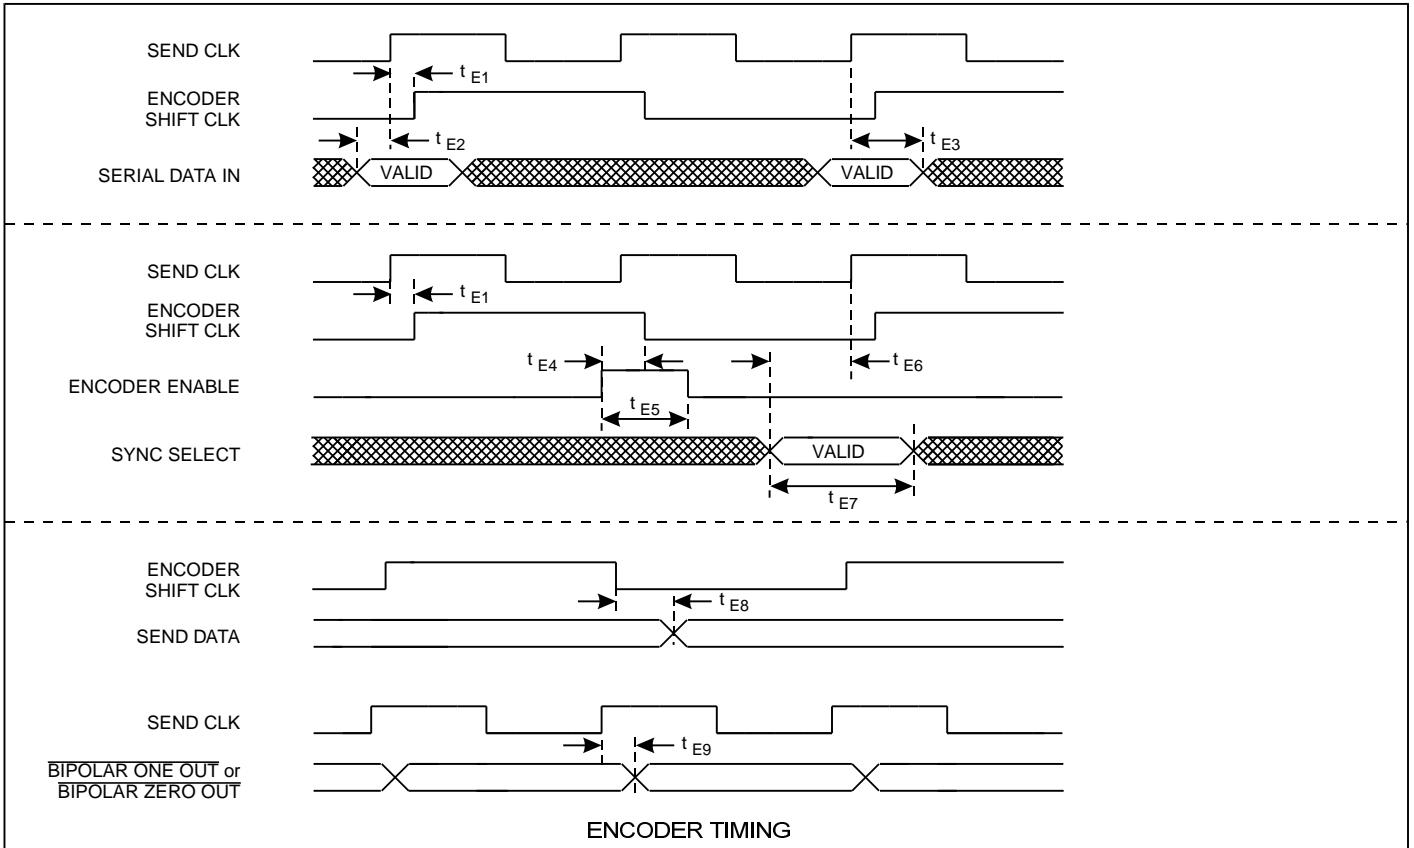 SEND CLK
t E1
ENCODER
SHIFT CLK
t E2
t E3
SERIAL DATA IN
VALID
VALID
SEND CLK
t E1
ENCODER
SHIFT CLK
t E4
t E6
ENCODER ENABLE
t E5
SYNC SELECT
VALID
t E7
ENCODER
SHIFT CLK
t E8
SEND DATA
SEND CLK
t E9
BIPOLAR ONE OUT or
BIPOLAR ZERO OUT
ENCODER TIMING